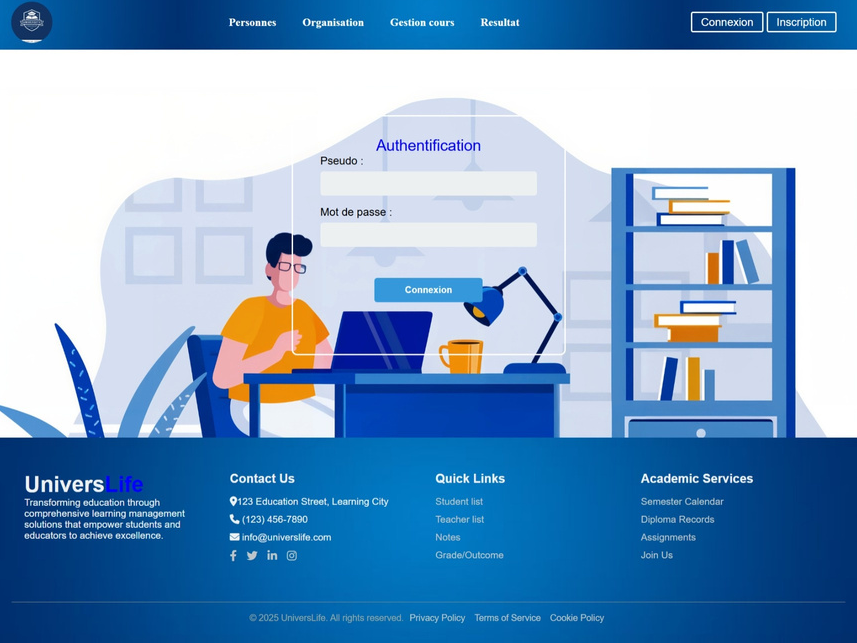 Personnes Organisation Gestion cours Resultat Connexion Inscription
Authentification
Pseudo :
Mot de passe :
Connexion
UniversLife
Transforming education through
comprehensive learning management
solutions that empower students and
educators to achieve excellence.
Contact Us
123 Education Street, Learning City
(123) 456-7890
info@universlife.com
Quick Links
Student list
Teacher list
Notes
Grade/Outcome
Academic Services
Semester Calendar
Diploma Records
Assignments
Join Us
© 2025 UniversLife. All rights reserved. Privacy Policy Terms of Service Cookie Policy